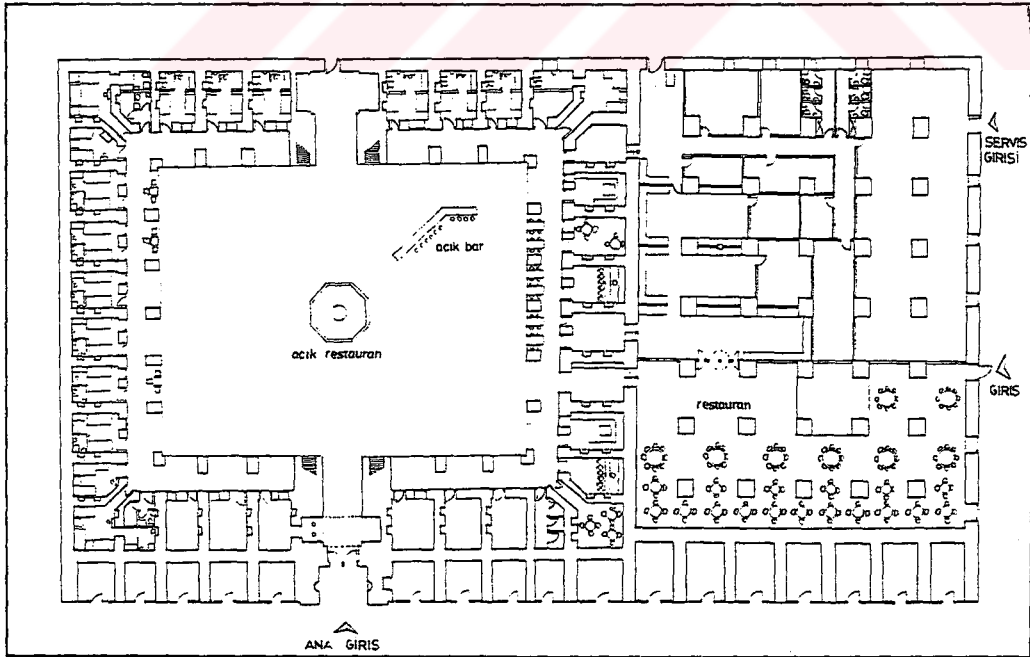 SERVIS
GIRISİ
acık bar
acık restauran
GIRIS
restauran
ANA GIRIS